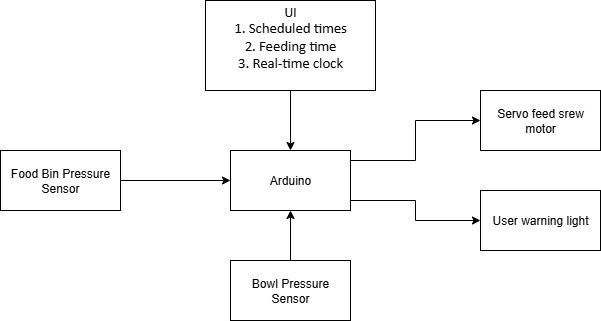 UI
1. Scheduled times
2. Feeding time
3. Real-time clock
Servo feed srew
motor
Food Bin Pressure
Sensor
Arduino
User warning light
Bowl Pressure
Sensor